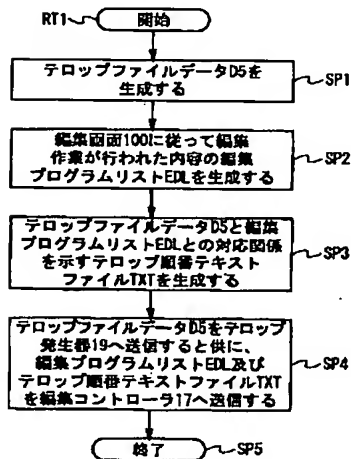 RT1
開始
テロップファイルデータD5を
生成する
SP1
編集画面100に従って編集
作業が行われた内容の編集
プログラムリストEDLを生成する
SP2
テロップファイルデータD5と編集
プログラムリストEDLとの対応関係
を示すテロップ順番テキスト
ファイルTXTを生成する
SP3
テロップファイルデータD5をテロップ
発生器19へ送信すると供に、
編集プログラムリストEDL及び
テロップ順番テキストファイルTXT
を編集コントローラ17へ送信する
SP4
終了
SP5